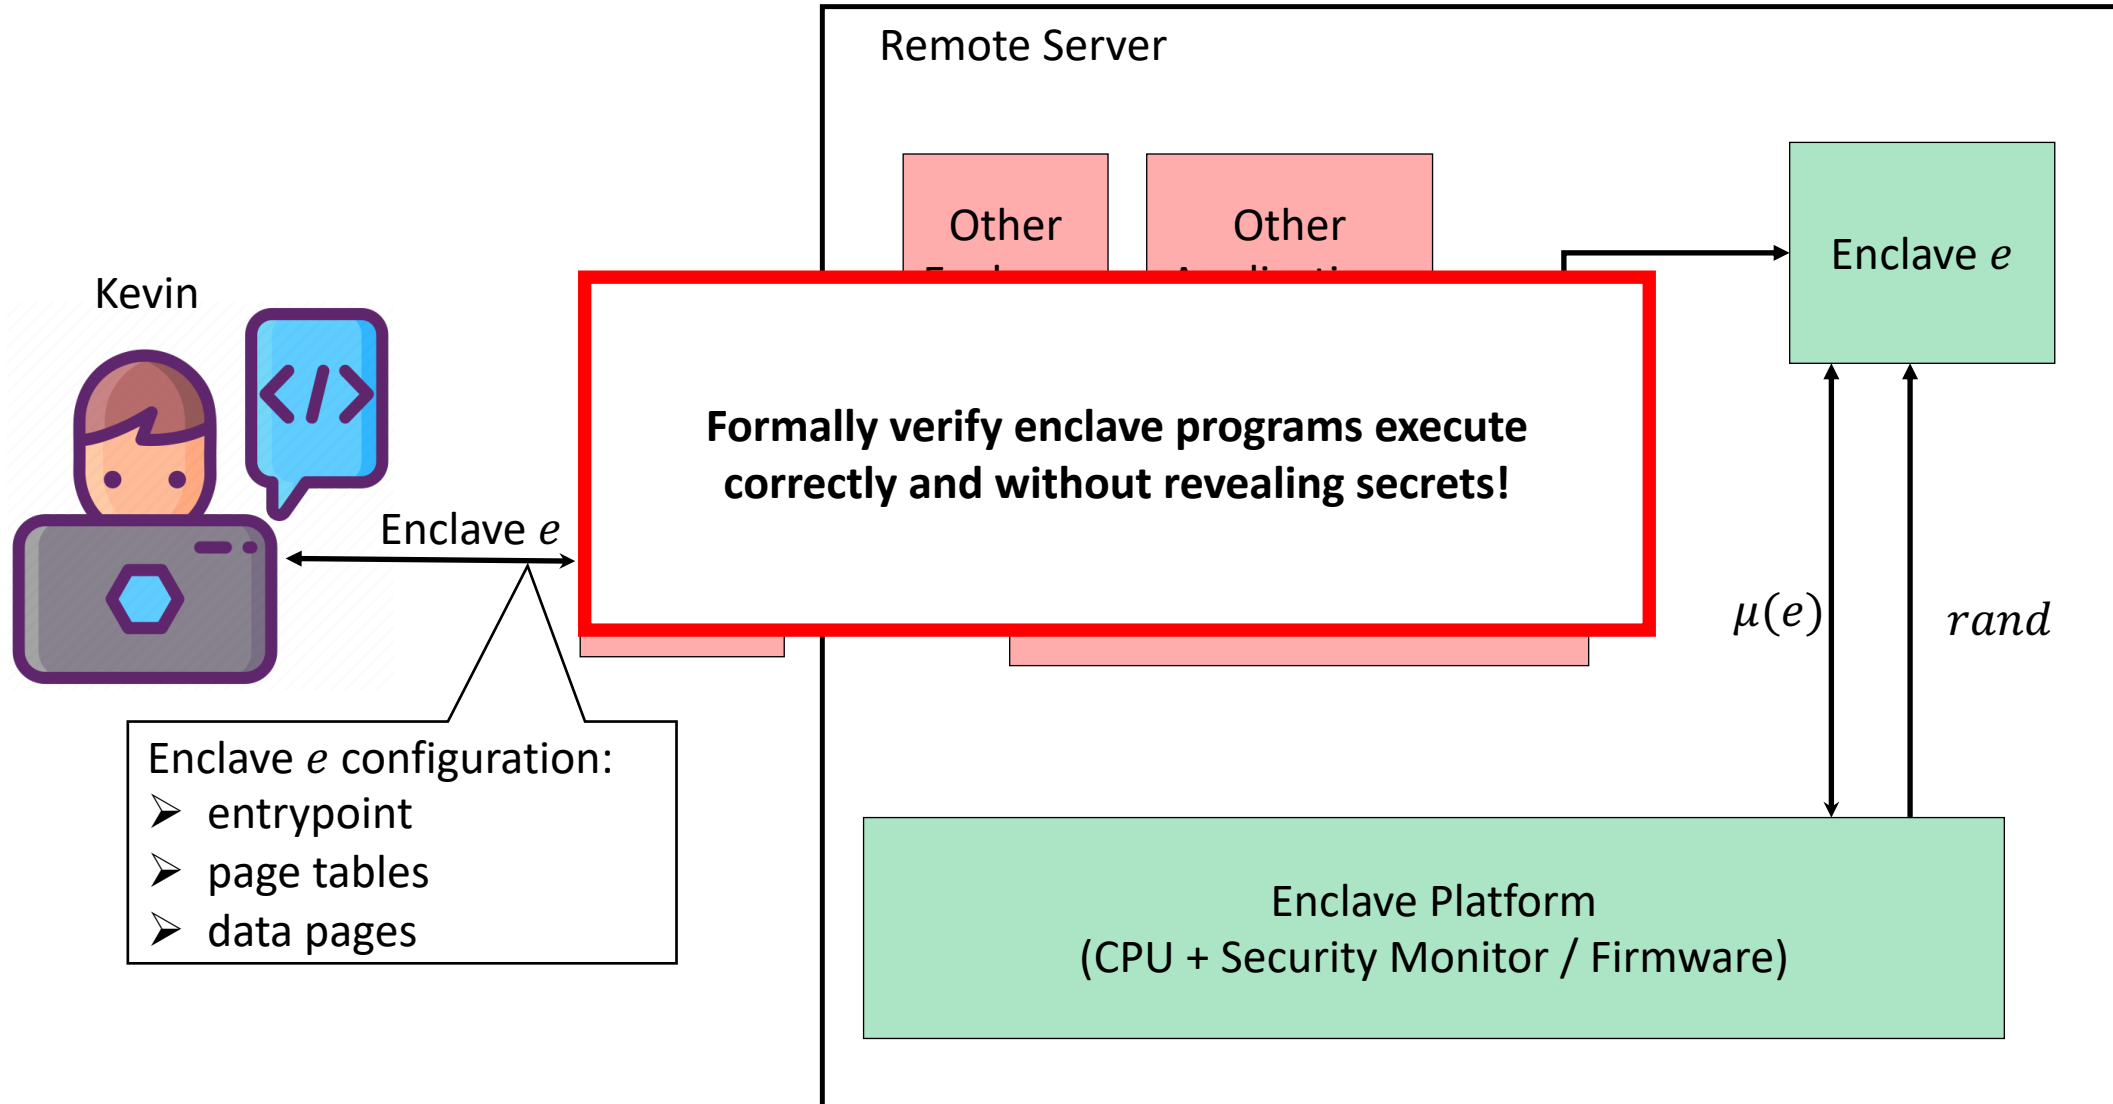 Remote Server
Other
Other
Enclave e
Kevin
</>
Formally verify enclave programs execute
correctly and without revealing secrets!
Enclave e
μ(e)
rand
Enclave e configuration:
➢ entrypoint
➢ page tables
➢ data pages
Enclave Platform
(CPU + Security Monitor / Firmware)